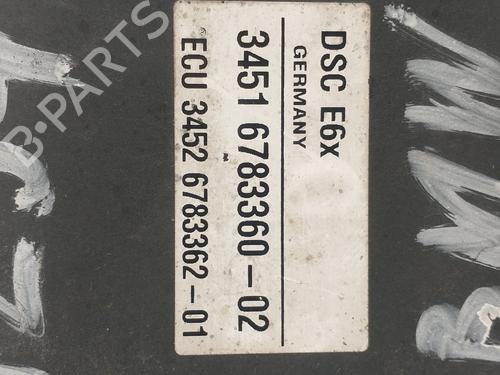 DSC E6x
GERMANY
3451 6783360-02
ECU 3452 6783362-01
B-PARTS